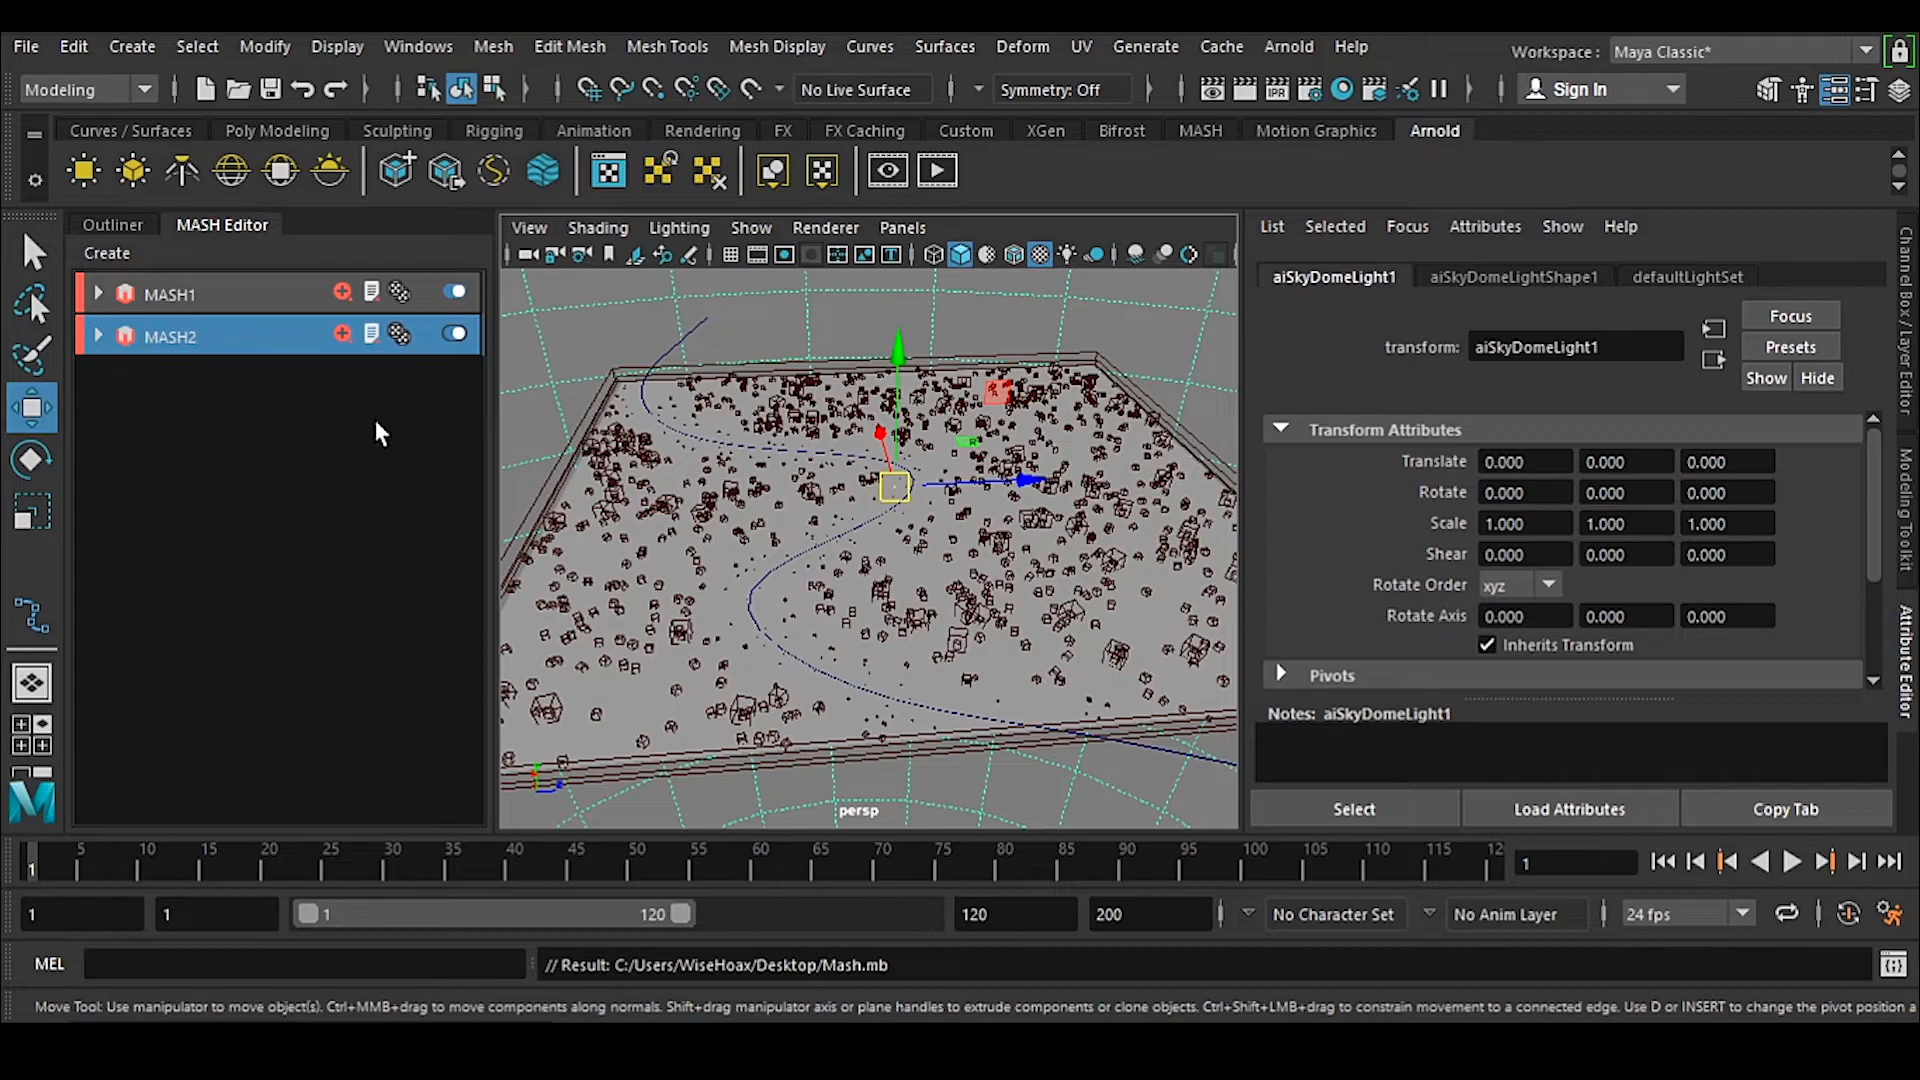 File Edit Create Select Modify Display Windows Mesh Edit Mesh Mesh Tools Mesh Display Curves Surfaces Deform UV Generate Cache Arnold Help
Workspace : Maya Classic*
Modeling No Live Surface Symmetry: Off Sign In
Curves / Surfaces Poly Modeling Sculpting Rigging Animation Rendering FX FX Caching Custom XGen Bifrost MASH Motion Graphics Arnold
Outliner MASH Editor
Create
MASH1
MASH2
View Shading Lighting Show Renderer Panels
persp
List Selected Focus Attributes Show Help
aiSkyDomeLight1 aiSkyDomeLightShape1 defaultLightSet
Focus
transform: aiSkyDomeLight1
Presets
Show Hide
Transform Attributes
Translate 0.000 0.000 0.000
Rotate 0.000 0.000 0.000
Scale 1.000 1.000 1.000
Shear 0.000 0.000 0.000
Rotate Order xyz
Rotate Axis 0.000 0.000 0.000
Inherits Transform
Pivots
Notes: aiSkyDomeLight1
Select Load Attributes Copy Tab
Channel Box / Layer Editor
Modeling Toolkit
Attribute Editor
1 5 10 15 20 25 30 35 40 45 50 55 60 65 70 75 80 85 90 95 100 105 110 115 12
1
1 1 1 120 120 200 No Character Set No Anim Layer 24 fps
MEL // Result: C:/Users/WiseHoax/Desktop/Mash.mb
Move Tool: Use manipulator to move object(s). Ctrl+MMB+drag to move components along normals. Shift+drag manipulator axis or plane handles to extrude components or clone objects. Ctrl+Shift+LMB+drag to constrain movement to a connected edge. Use D or INSERT to change the pivot position a